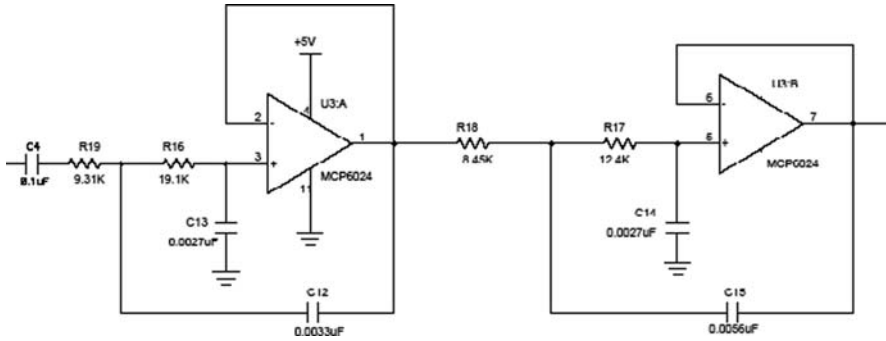 +5V
U3:A
4
2
-
1
3
+
11
MCP6024
C4
0.1uF
R19
9.31K
R16
19.1K
C13
0.0027uF
C12
0.0033uF
R18
8.45K
R17
12.4K
U3:B
6
-
7
5
+
MCP6024
C14
0.0027uF
C15
0.0056uF